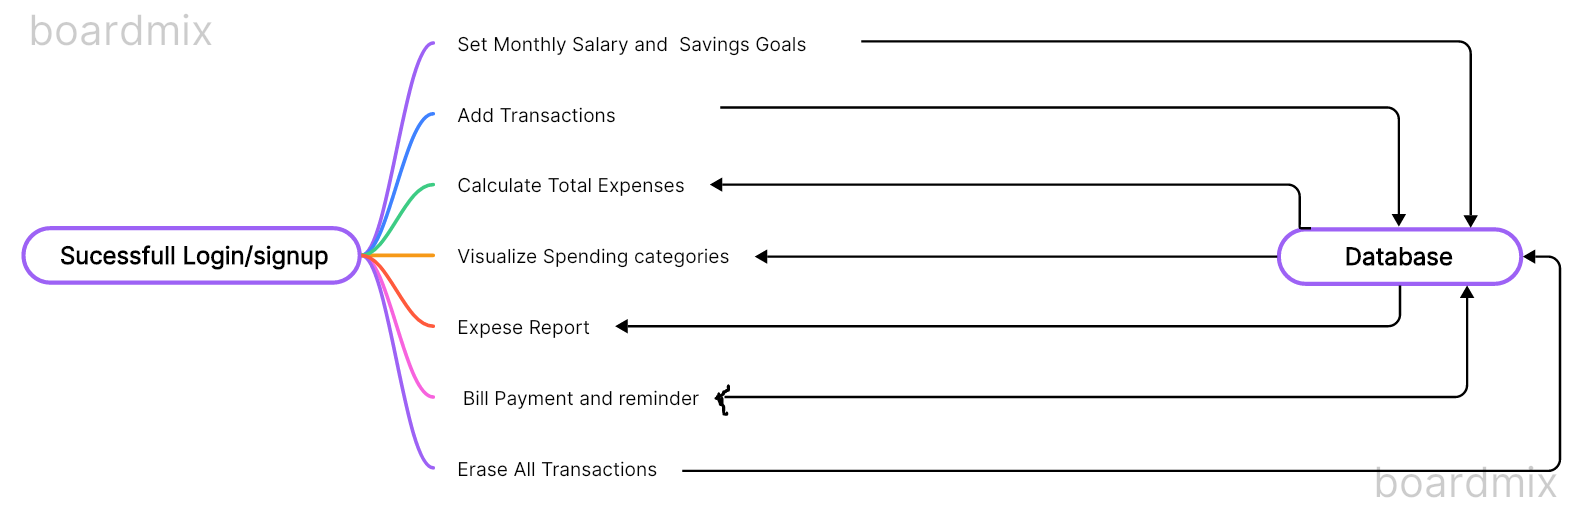 boardmix
Set Monthly Salary and Savings Goals
Add Transactions
Calculate Total Expenses
Sucessfull Login/signup
Visualize Spending categories
Database
Expese Report
Bill Payment and reminder
Erase All Transactions
boardmix